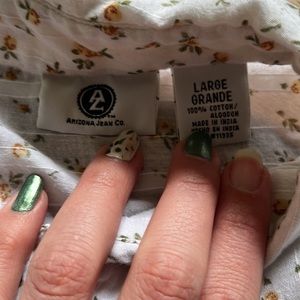 AZ
ARIZONA JEAN CO.
LARGE
GRANDE
100% COTTON/
ALGODON
MADE IN INDIA
HECHO EN INDIA